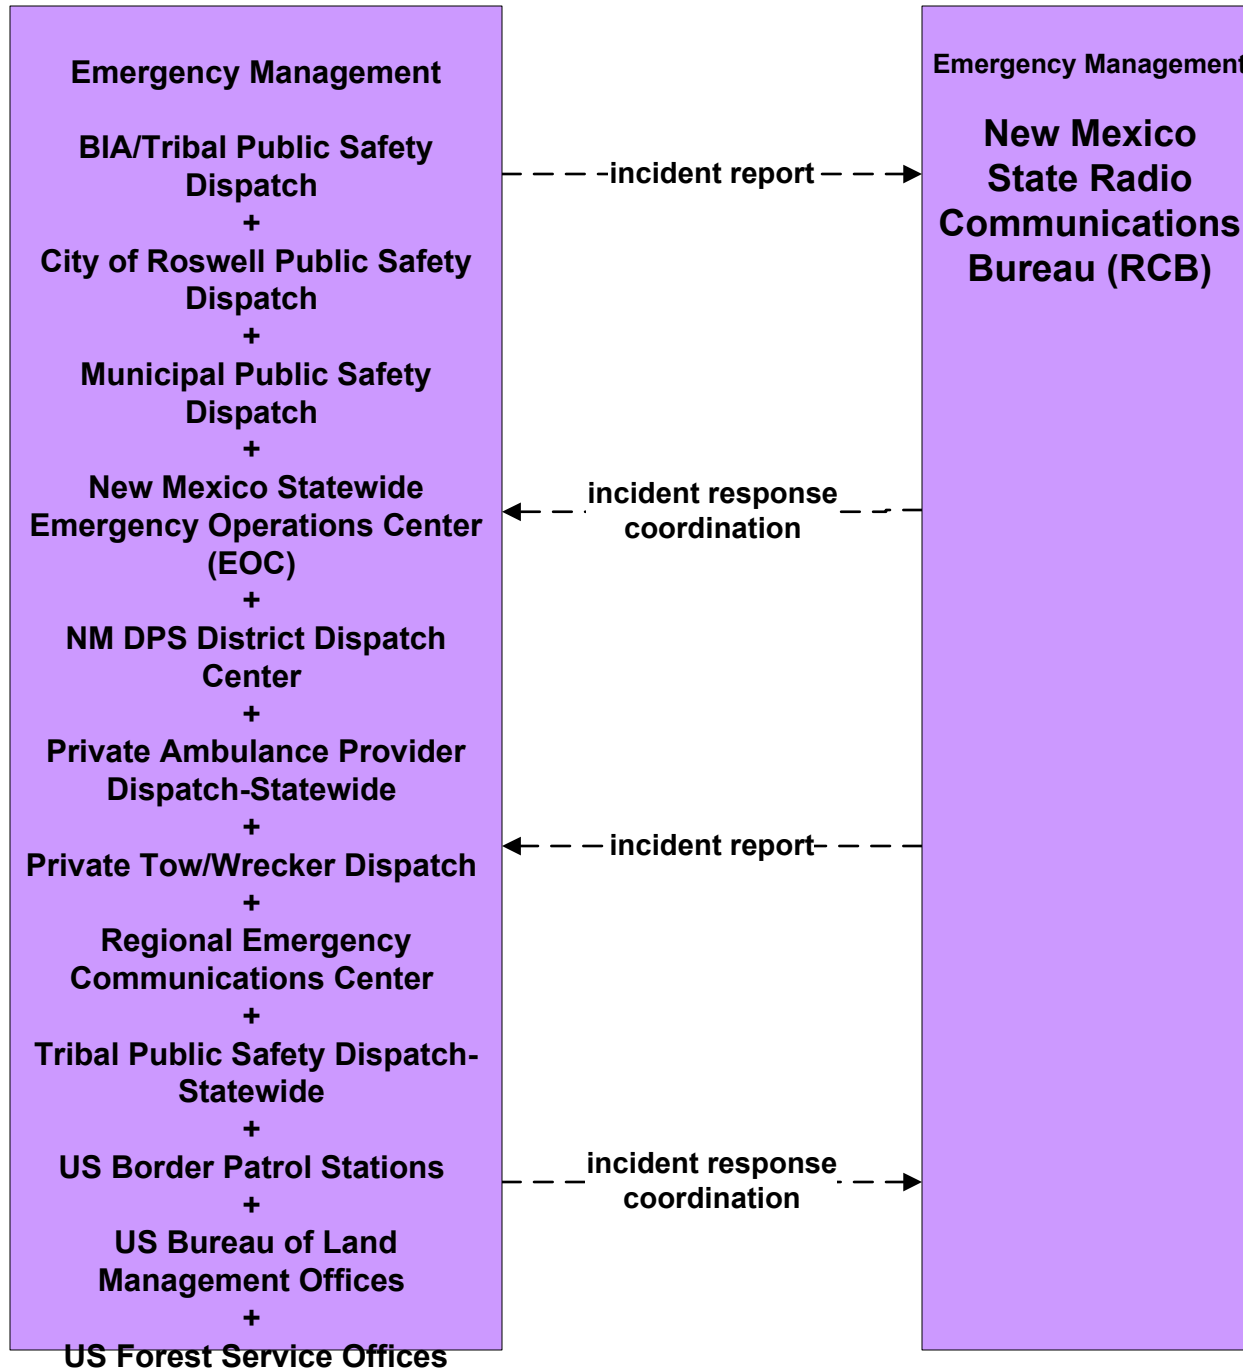 Emergency Management
BIA/Tribal Public Safety
Dispatch
+
City of Roswell Public Safety
Dispatch
+
Municipal Public Safety
Dispatch
+
New Mexico Statewide
Emergency Operations Center
(EOC)
+
NM DPS District Dispatch
Center
+
Private Ambulance Provider
Dispatch-Statewide
+
Private Tow/Wrecker Dispatch
+
Regional Emergency
Communications Center
+
Tribal Public Safety Dispatch-
Statewide
+
US Border Patrol Stations
+
US Bureau of Land
Management Offices
+
US Forest Service Offices
incident report
incident response
coordination
incident report
incident response
coordination
Emergency Management
New Mexico
State Radio
Communications
Bureau (RCB)